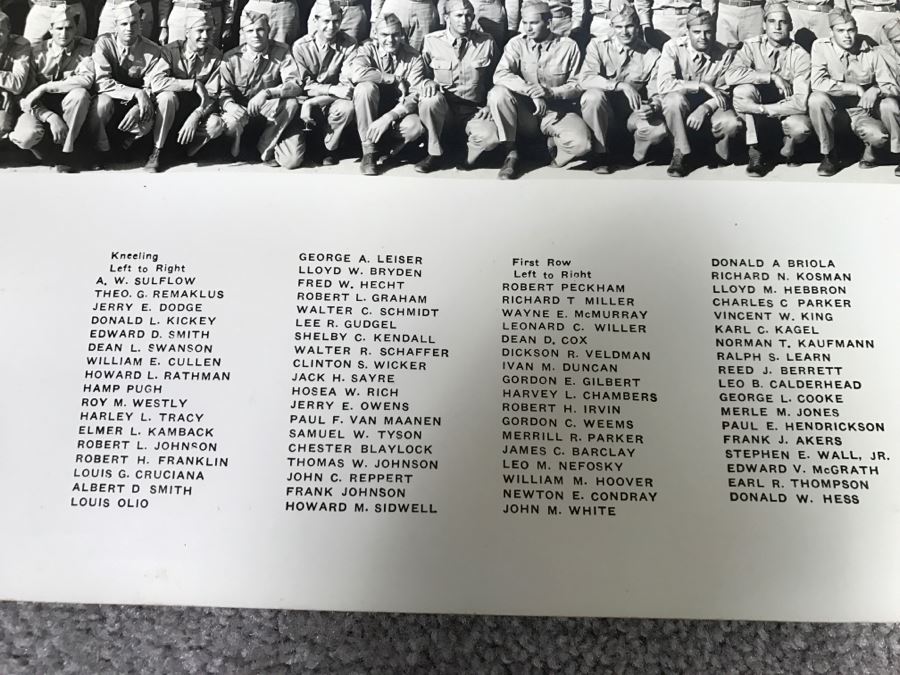 Kneeling
Left to Right
A. W. SULFLOW
THEO. G. REMAKLUS
JERRY E. DODGE
DONALD L. KICKEY
EDWARD D. SMITH
DEAN L. SWANSON
WILLIAM E. CULLEN
HOWARD L. RATHMAN
HAMP PUGH
ROY M. WESTLY
HARLEY L. TRACY
ELMER L. KAMBACK
ROBERT L. JOHNSON
ROBERT H. FRANKLIN
LOUIS G. CRUCIANA
ALBERT D SMITH
LOUIS OLIO
GEORGE A. LEISER
LLOYD W. BRYDEN
FRED W. HECHT
ROBERT L. GRAHAM
WALTER C. SCHMIDT
LEE R. GUDGEL
SHELBY C. KENDALL
WALTER R. SCHAFFER
CLINTON S. WICKER
JACK H. SAYRE
HOSEA W. RICH
JERRY E. OWENS
PAUL F. VAN MAANEN
SAMUEL W. TYSON
CHESTER BLAYLOCK
THOMAS W. JOHNSON
JOHN C. REPPERT
FRANK JOHNSON
HOWARD M. SIDWELL
First Row
Left to Right
ROBERT PECKHAM
RICHARD T MILLER
WAYNE E. McMURRAY
LEONARD C. WILLER
DEAN D. COX
DICKSON R. VELDMAN
IVAN M. DUNCAN
GORDON E. GILBERT
HARVEY L. CHAMBERS
ROBERT H. IRVIN
GORDON C. WEEMS
MERRILL R. PARKER
JAMES C. BARCLAY
LEO M. NEFOSKY
WILLIAM M. HOOVER
NEWTON E. CONDRAY
JOHN M. WHITE
DONALD A BRIOLA
RICHARD N. KOSMAN
LLOYD M. HEBBRON
CHARLES C PARKER
VINCENT W. KING
KARL C. KAGEL
NORMAN T. KAUFMANN
RALPH S. LEARN
REED J. BERRETT
LEO B. CALDERHEAD
GEORGE L. COOKE
MERLE M. JONES
PAUL E. HENDRICKSON
FRANK J. AKERS
STEPHEN E. WALL, JR.
EDWARD V. McGRATH
EARL R. THOMPSON
DONALD W. HESS